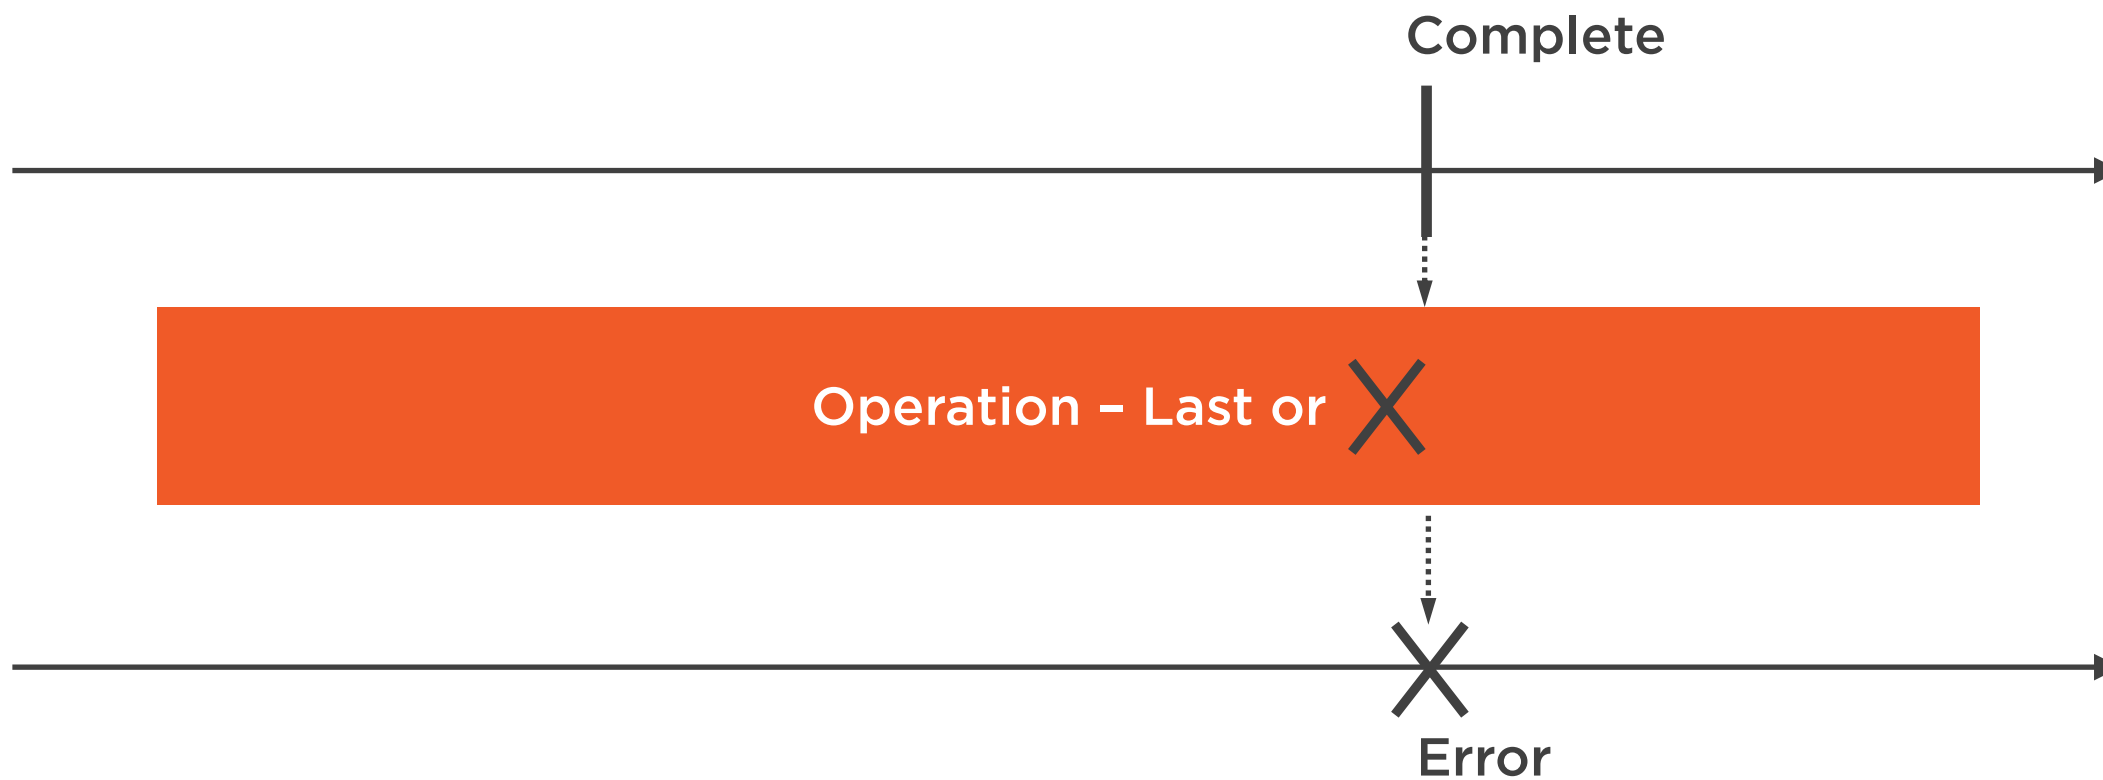 Complete
Operation – Last or
Error